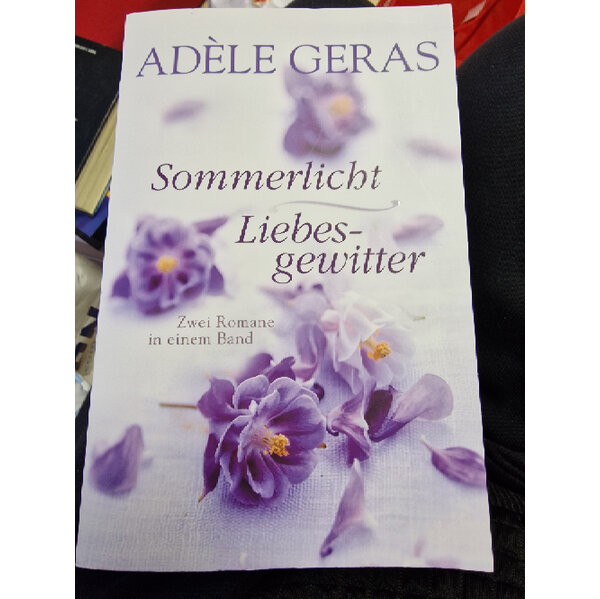 ADÈLE GERAS
Sommerlicht
Liebes-
gewitter
Zwei Romane
in einem Band